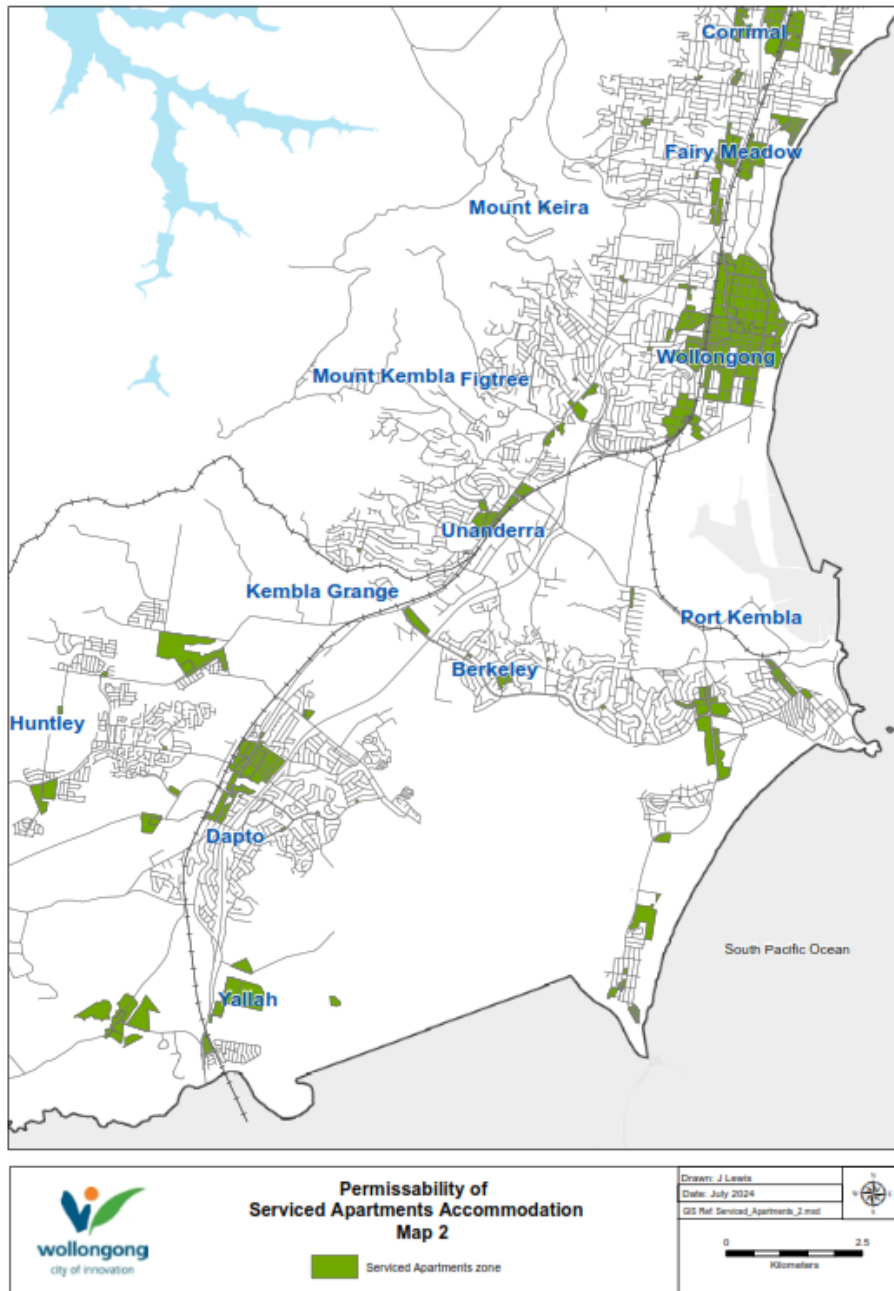 Corrimal
Fairy Meadow
Mount Keira
Wollongong
Mount Kembla
Figtree
Unanderra
Kembla Grange
Port Kembla
Berkeley
Huntley
Dapto
South Pacific Ocean
Yallah
wollongong
city of innovation
Permissability of
Serviced Apartments Accommodation
Map 2
Serviced Apartments zone
Drawn: J Lewis
Date: July 2024
GIS Ref: Serviced_Apartments_2.mxd
N
W
E
S
0 2.5
Kilometers